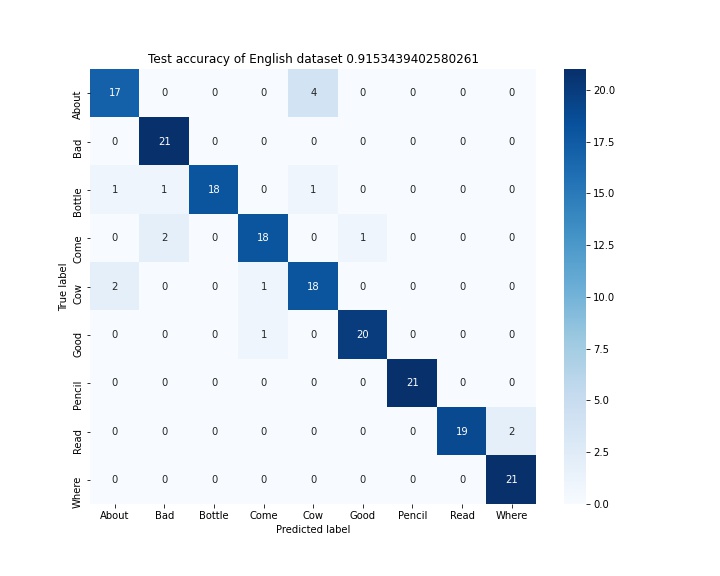 Test accuracy of English dataset 0.9153439402580261
About 17 0 0 0 4 0 0 0 0
Bad 0 21 0 0 0 0 0 0 0
Bottle 1 1 18 0 1 0 0 0 0
Come 0 2 0 18 0 1 0 0 0
Cow 2 0 0 1 18 0 0 0 0
Good 0 0 0 1 0 20 0 0 0
Pencil 0 0 0 0 0 0 21 0 0
Read 0 0 0 0 0 0 0 19 2
Where 0 0 0 0 0 0 0 0 21
True label
About Bad Bottle Come Cow Good Pencil Read Where
Predicted label
20.0
17.5
15.0
12.5
10.0
7.5
5.0
2.5
0.0